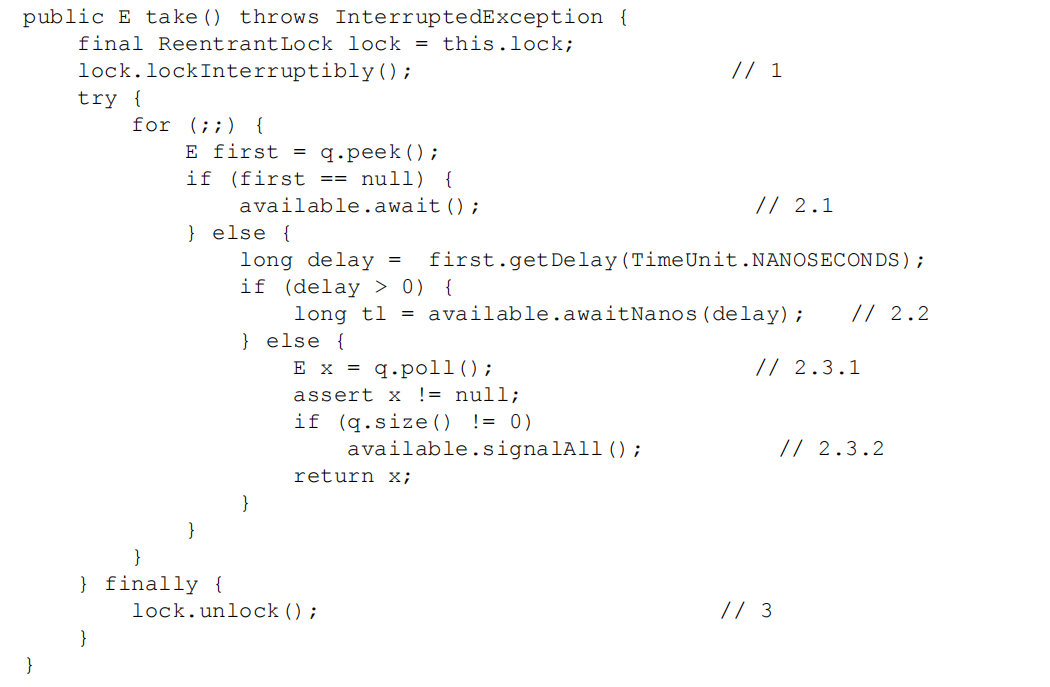 public E take() throws InterruptedException {
    final ReentrantLock lock = this.lock;
    lock.lockInterruptibly();                        // 1
    try {
        for (;;) {
            E first = q.peek();
            if (first == null) {
                available.await();                     // 2.1
            } else {
                long delay =  first.getDelay(TimeUnit.NANOSECONDS);
                if (delay > 0) {
                    long tl = available.awaitNanos(delay);    // 2.2
                } else {
                    E x = q.poll();                    // 2.3.1
                    assert x != null;
                    if (q.size() != 0)
                        available.signalAll();           // 2.3.2
                    return x;
                }
            }
        }
    } finally {
        lock.unlock();                               // 3
    }
}